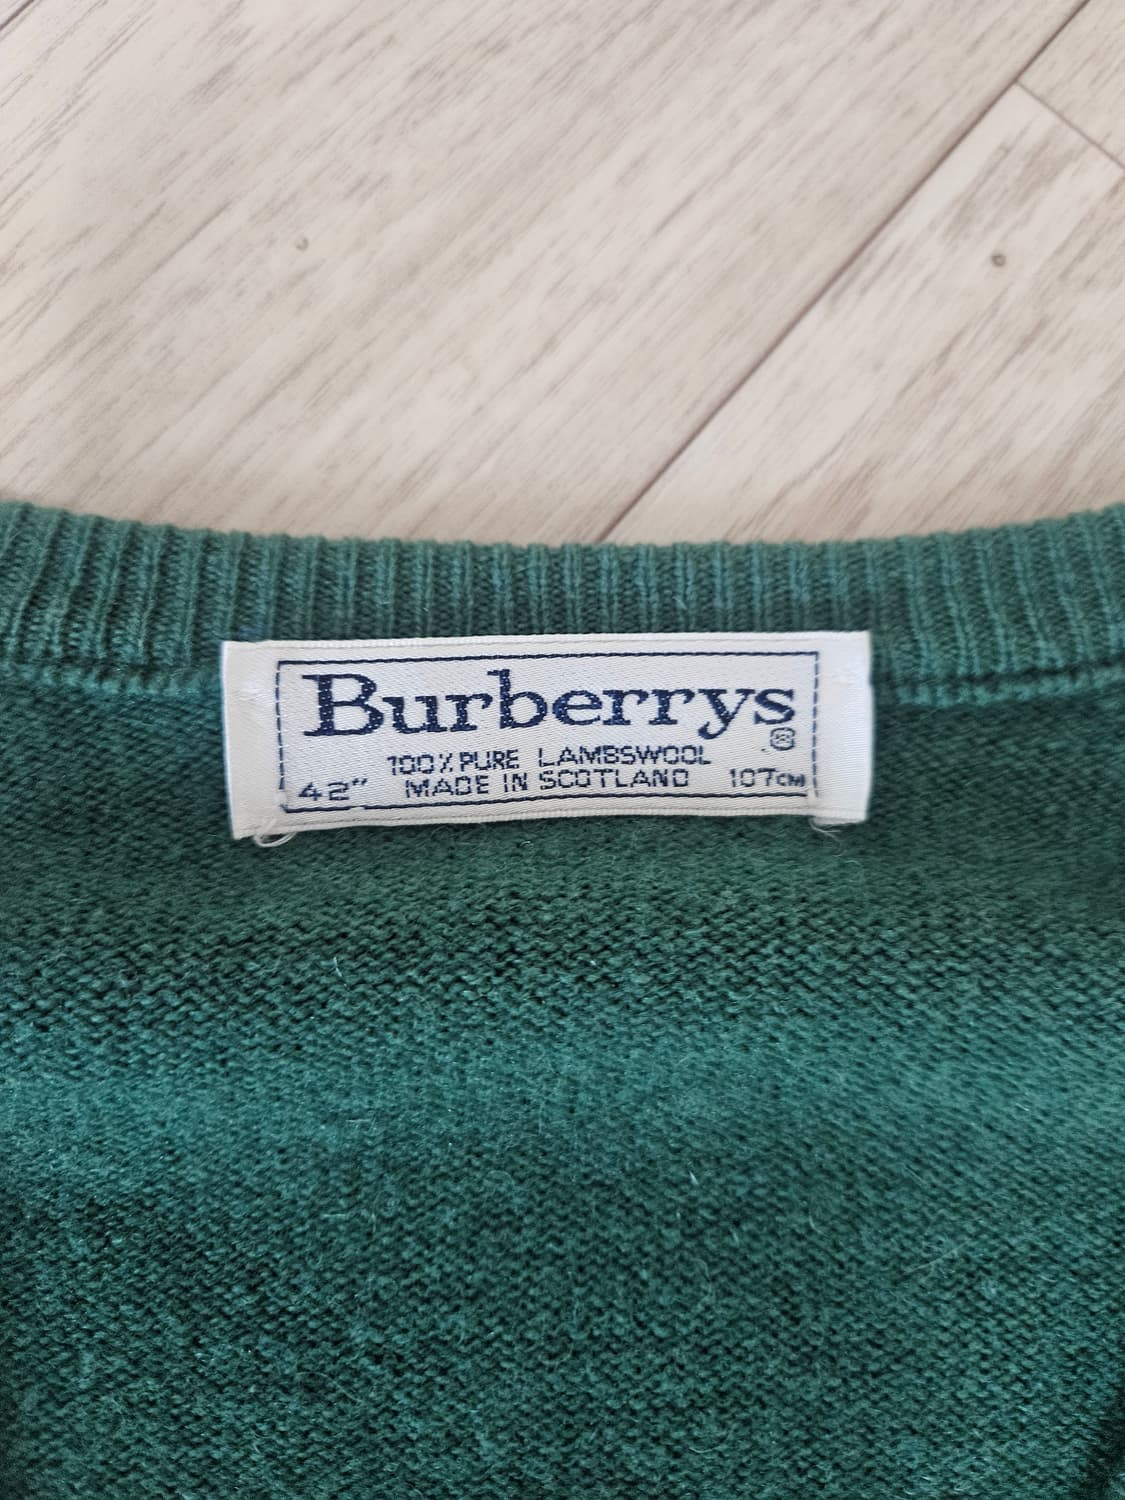 Burberrys
®
100% PURE LAMBSWOOL
42" MADE IN SCOTLAND 107CM